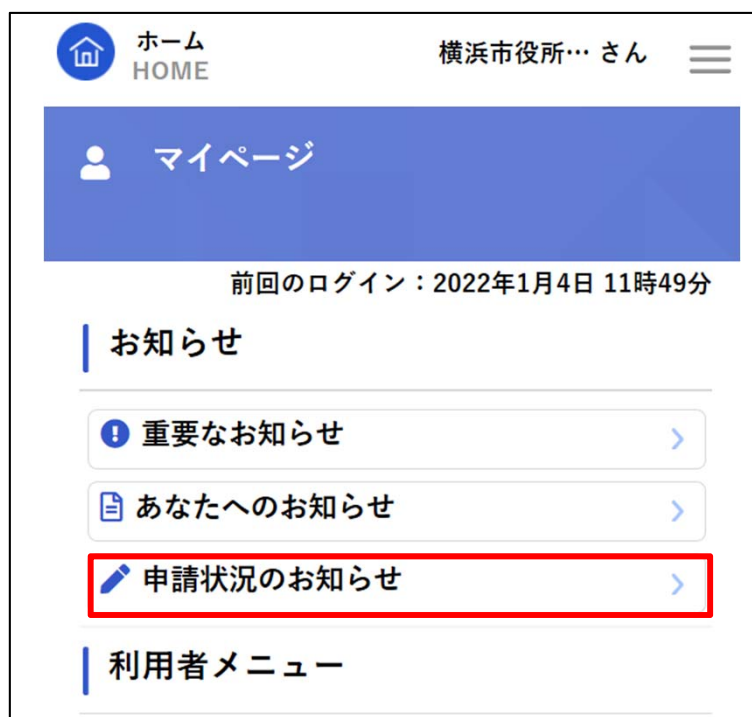 ホーム
HOME
横浜市役所… さん
マイページ
前回のログイン：2022年1月4日 11時49分
お知らせ
重要なお知らせ
あなたへのお知らせ
申請状況のお知らせ
利用者メニュー